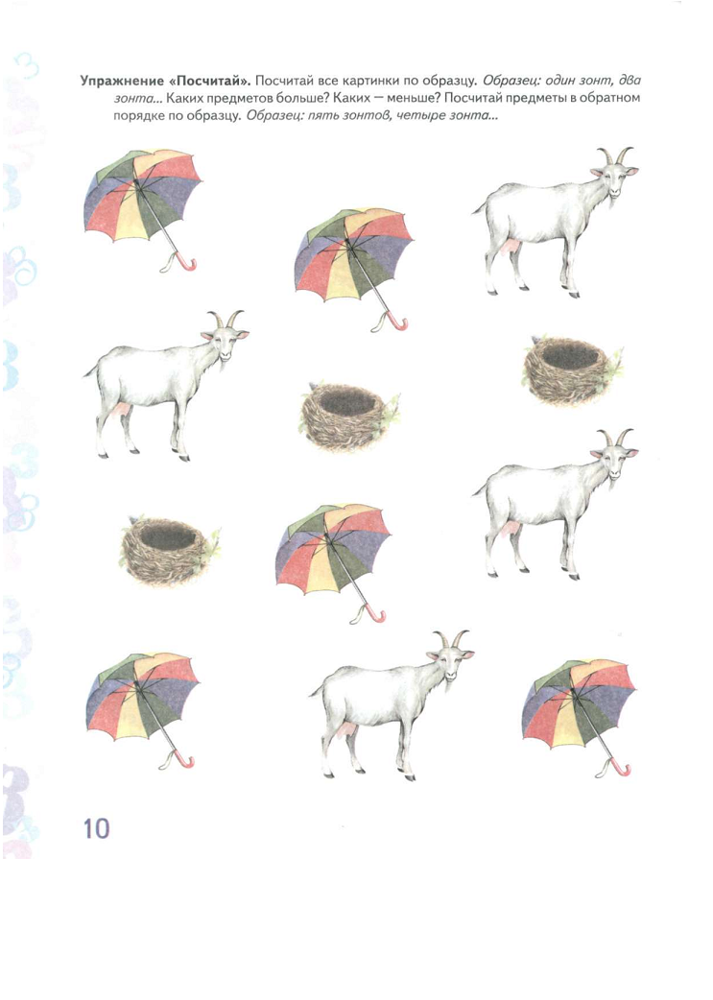 Упражнение «Посчитай». Посчитай все картинки по образцу. Образец: один зонт, два
зонта... Каких предметов больше? Каких — меньше? Посчитай предметы в обратном
порядке по образцу. Образец: пять зонтов, четыре зонта...
10